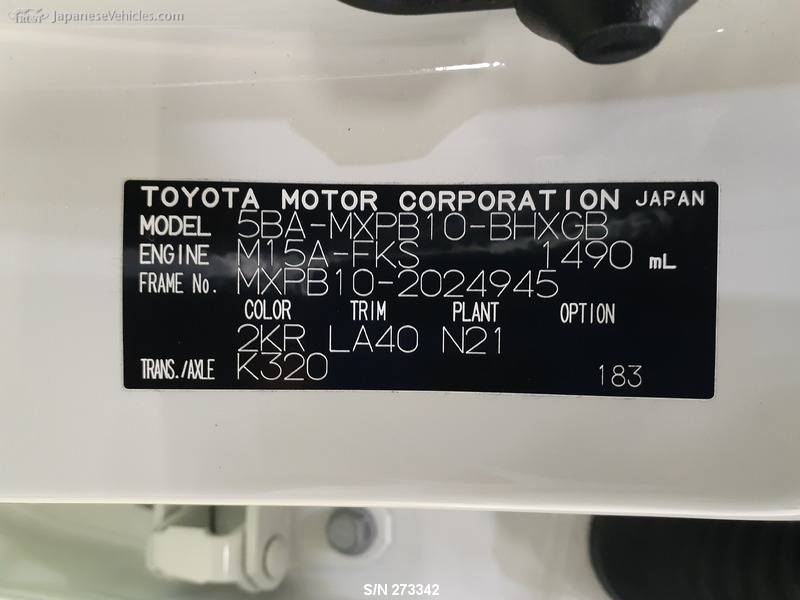 TRUST JapaneseVehicles.com
TOYOTA MOTOR CORPORATION JAPAN
MODEL 5BA-MXPB10-BHXGB
ENGINE M15A-FKS 1490 mL
FRAME No. MXPB10-2024945
COLOR TRIM PLANT OPTION
2KR LA40 N21
TRANS./AXLE K320 183
S/N 273342